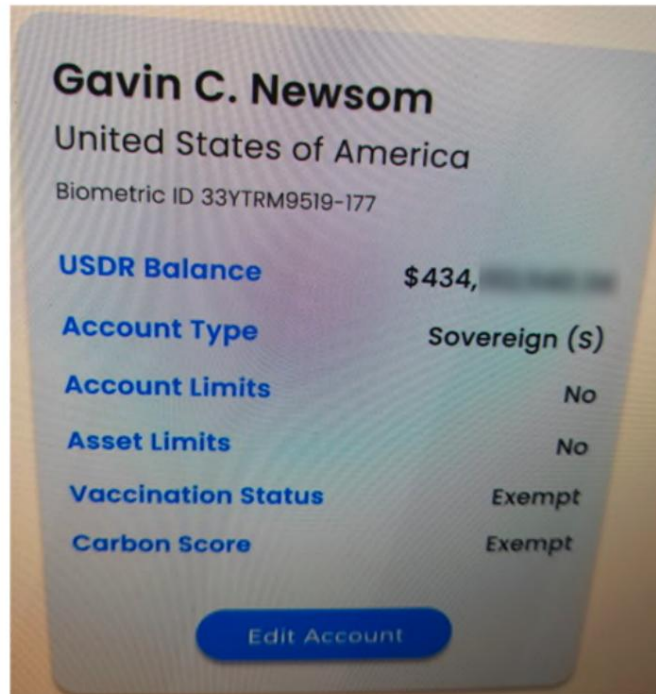 Gavin C. Newsom
United States of America
Biometric ID 33YTRM9519-177
USDR Balance $434,
Account Type Sovereign (S)
Account Limits No
Asset Limits No
Vaccination Status Exempt
Carbon Score Exempt
Edit Account